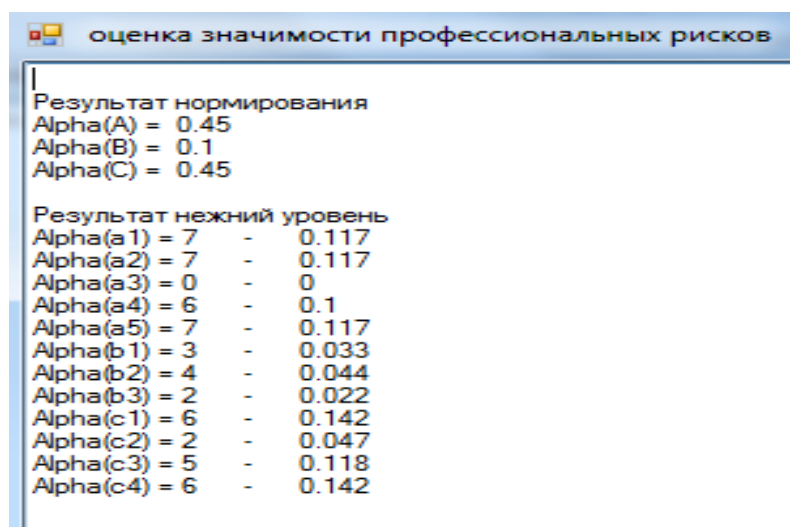 оценка значимости профессиональных рисков
Результат нормирования
Alpha(A) = 0.45
Alpha(B) = 0.1
Alpha(C) = 0.45
Результат нежний уровень
Alpha(a1) = 7 - 0.117
Alpha(a2) = 7 - 0.117
Alpha(a3) = 0 - 0
Alpha(a4) = 6 - 0.1
Alpha(a5) = 7 - 0.117
Alpha(b1) = 3 - 0.033
Alpha(b2) = 4 - 0.044
Alpha(b3) = 2 - 0.022
Alpha(c1) = 6 - 0.142
Alpha(c2) = 2 - 0.047
Alpha(c3) = 5 - 0.118
Alpha(c4) = 6 - 0.142